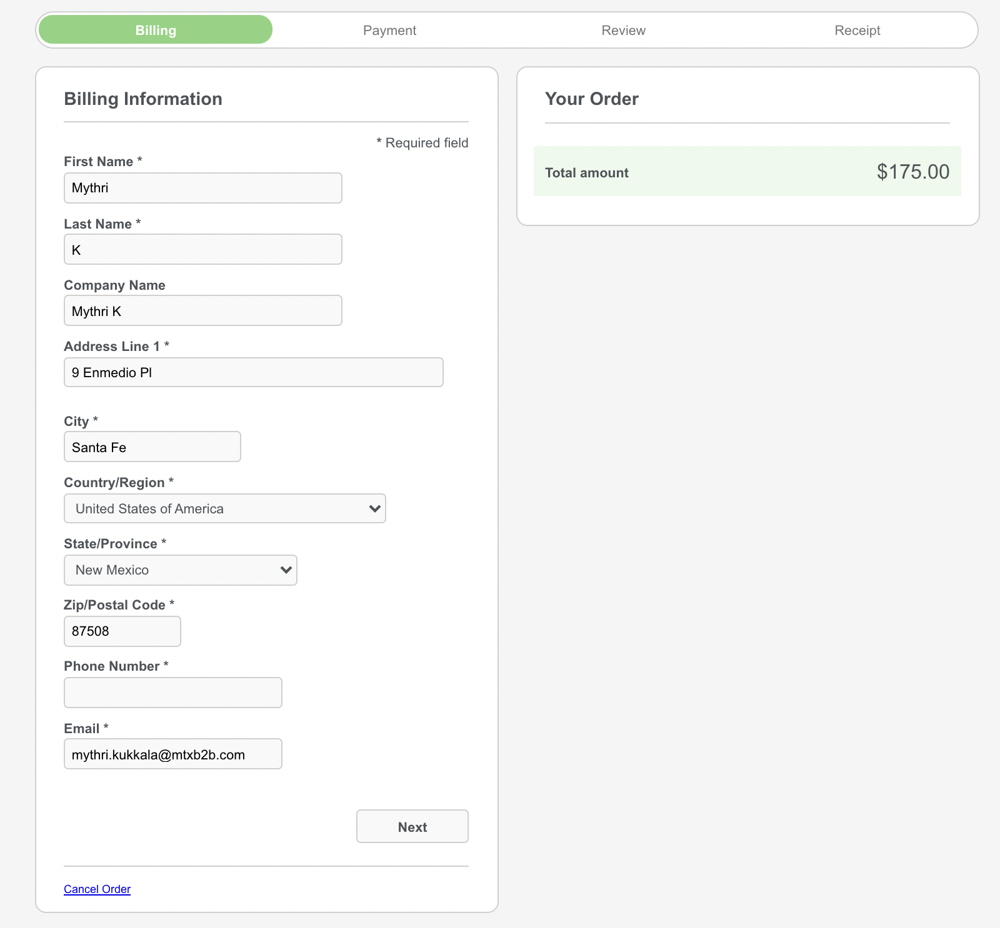 Billing Payment Review Receipt
Billing Information
* Required field
First Name *
Mythri
Last Name *
K
Company Name
Mythri K
Address Line 1 *
9 Enmedio Pl
City *
Santa Fe
Country/Region *
United States of America
State/Province *
New Mexico
Zip/Postal Code *
87508
Phone Number *
Email *
mythri.kukkala@mtxb2b.com
Next
Cancel Order
Your Order
Total amount $175.00